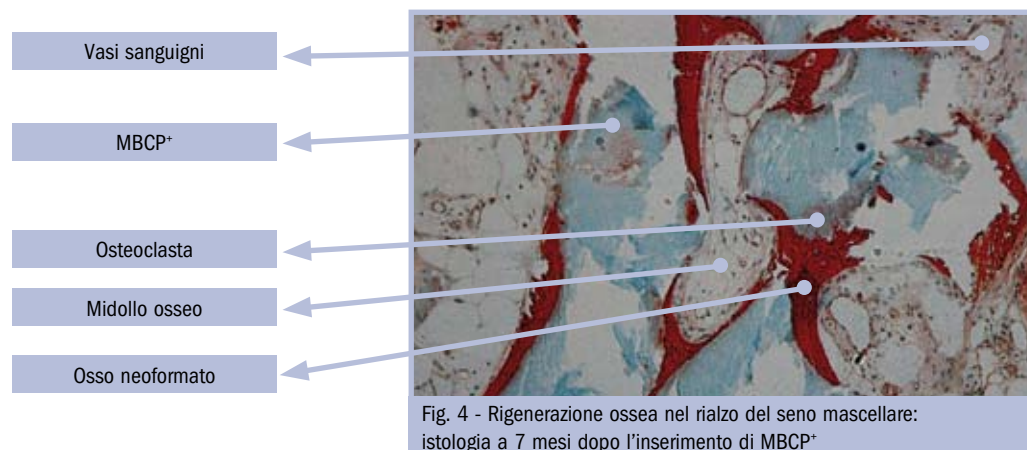 Vasi sanguigni
MBCP⁺
Osteoclasta
Midollo osseo
Osso neoformato
Fig. 4 - Rigenerazione ossea nel rialzo del seno mascellare:
istologia a 7 mesi dopo l'inserimento di MBCP⁺